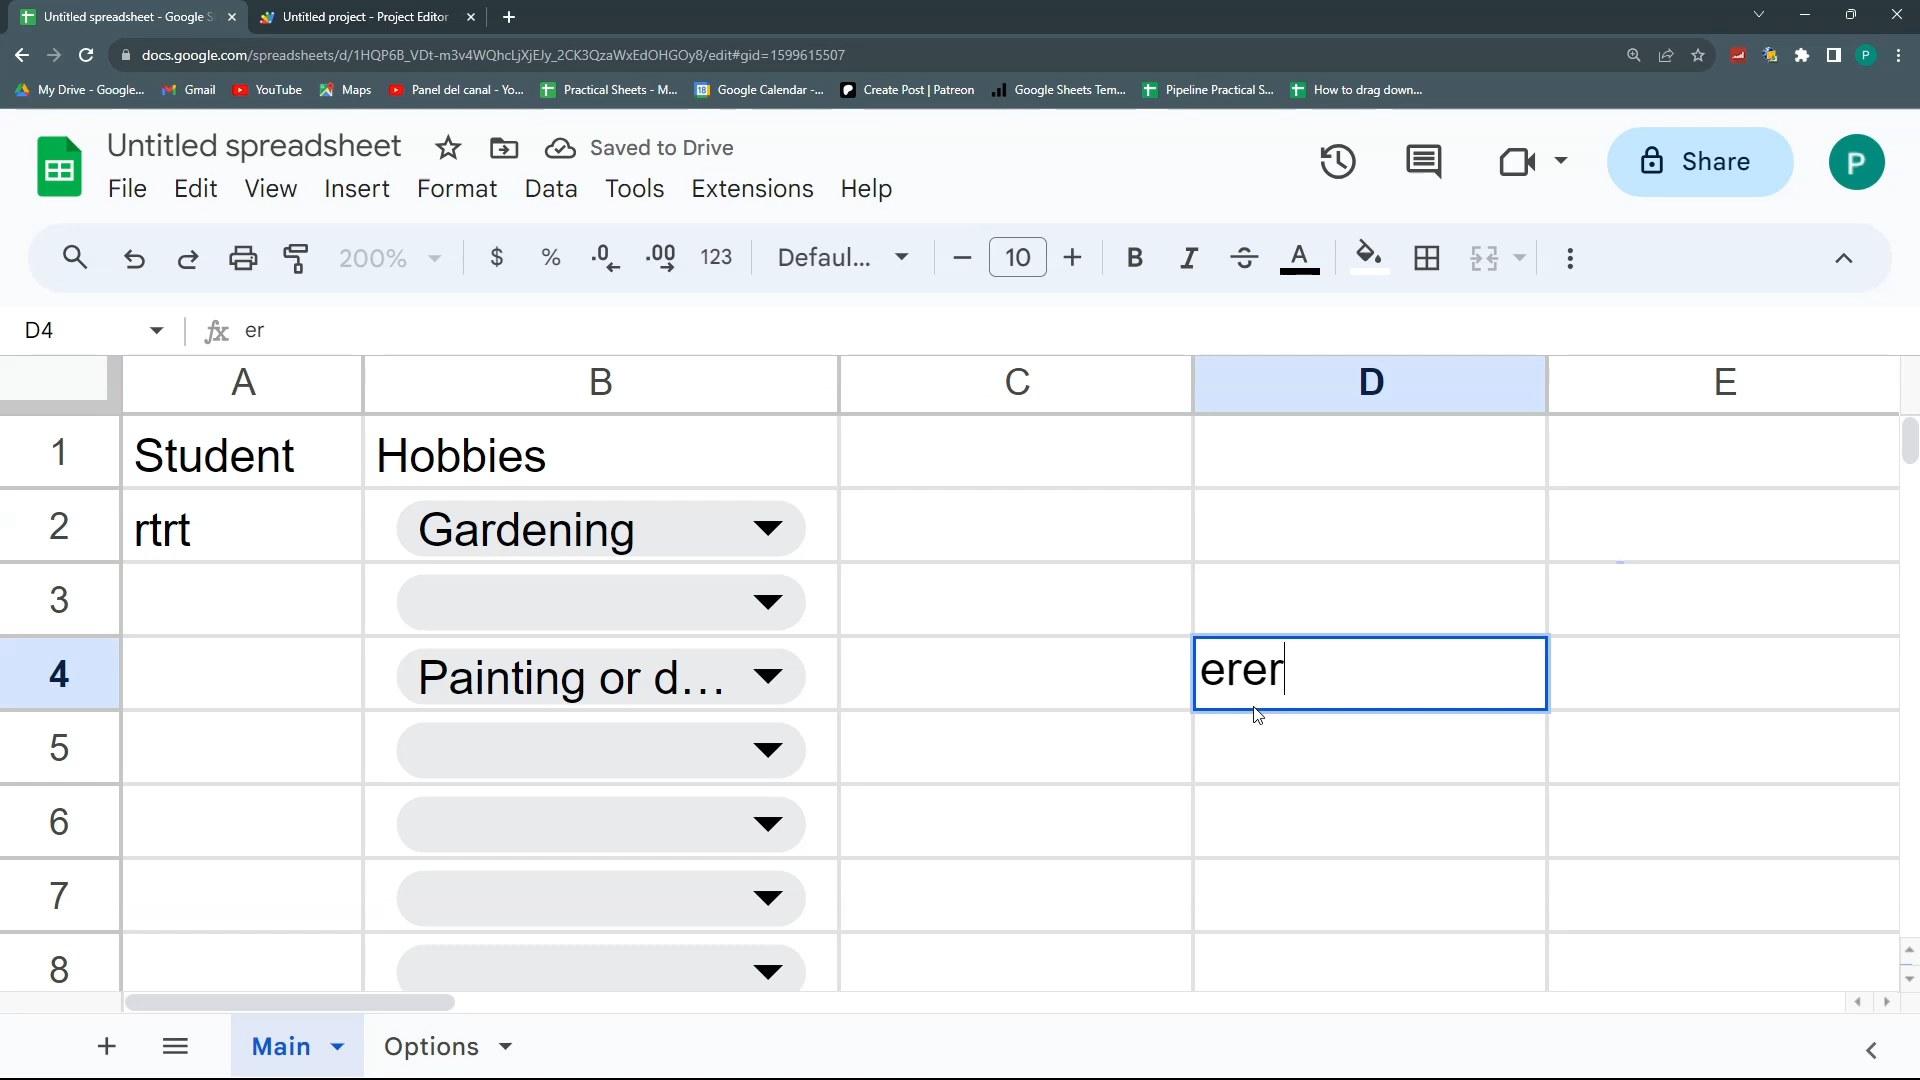 Untitled spreadsheet - Google S
Untitled project - Project Editor
docs.google.com/spreadsheets/d/1HQP6B_VDt-m3v4WQhcLjXjEJy_2CK3QzaWxEdOHGOy8/edit#gid=1599615507
P
My Drive - Google... Gmail YouTube Maps Panel del canal - Yo... Practical Sheets - M... Google Calendar -... Create Post | Patreon Google Sheets Tem... Pipeline Practical S... How to drag down...
Untitled spreadsheet Saved to Drive
Share P
File Edit View Insert Format Data Tools Extensions Help
200% $ % .0 .00 123 Defaul... 10 B I S A
D4 fx er
A B C D E
1 Student Hobbies
2 rtrt Gardening
3
4 Painting or d... erer
5
6
7
8
Main Options